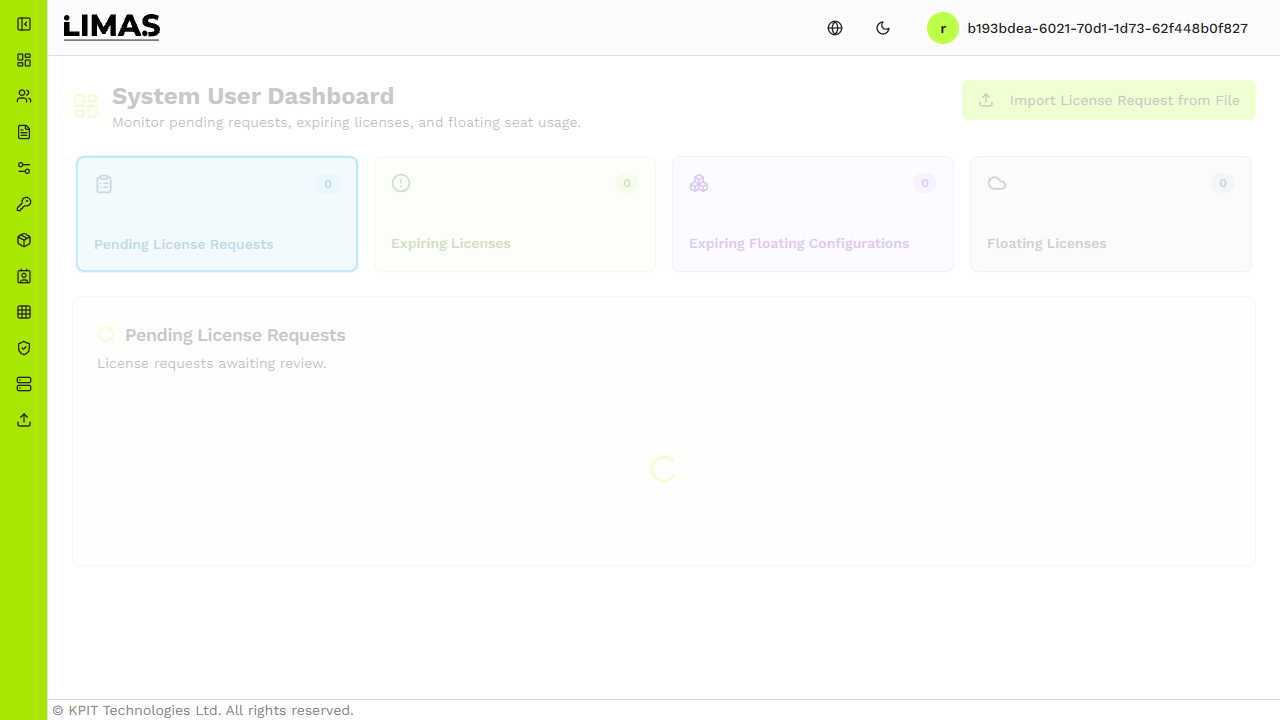 LIMAS
r
b193bdea-6021-70d1-1d73-62f448b0f827
System User Dashboard
Monitor pending requests, expiring licenses, and floating seat usage.
Import License Request from File
0
Pending License Requests
0
Expiring Licenses
0
Expiring Floating Configurations
0
Floating Licenses
Pending License Requests
License requests awaiting review.
© KPIT Technologies Ltd. All rights reserved.